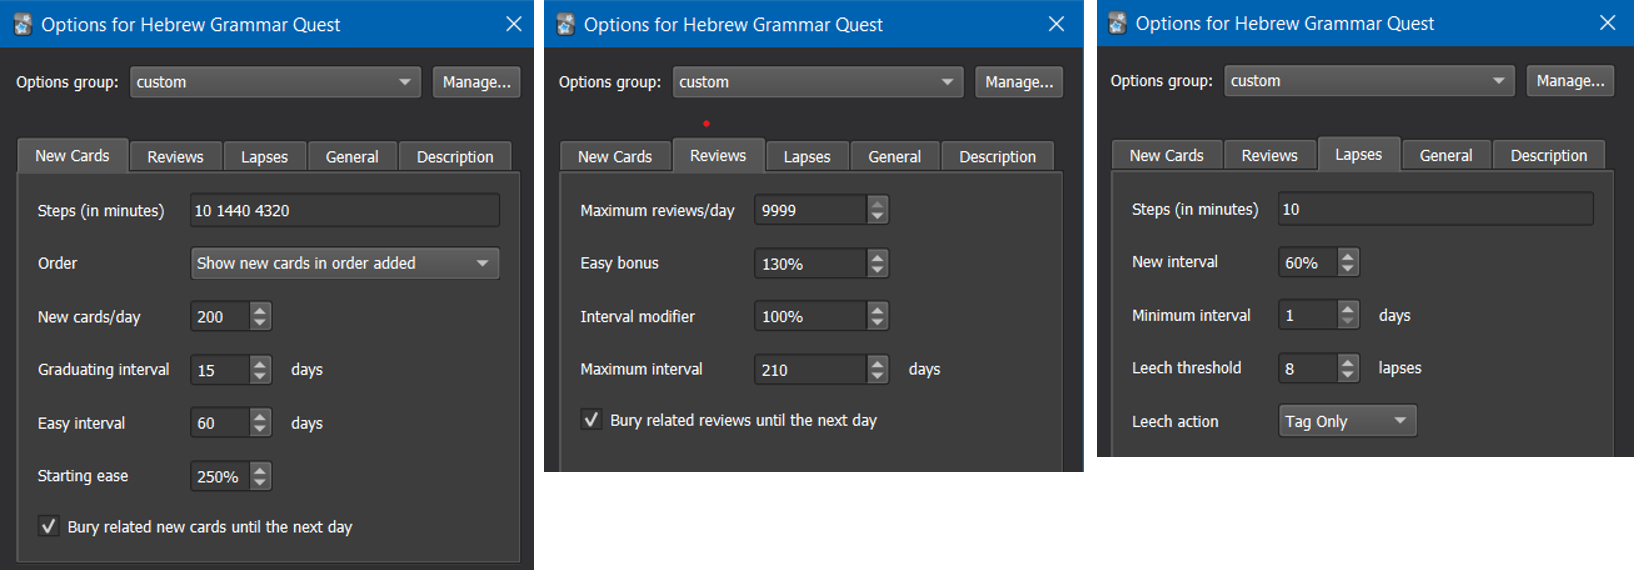 Options for Hebrew Grammar Quest
Options group: custom Manage...
New Cards Reviews Lapses General Description
Steps (in minutes) 10 1440 4320
Order Show new cards in order added
New cards/day 200
Graduating interval 15 days
Easy interval 60 days
Starting ease 250%
Bury related new cards until the next day
Options for Hebrew Grammar Quest
Options group: custom Manage...
New Cards Reviews Lapses General Description
Maximum reviews/day 9999
Easy bonus 130%
Interval modifier 100%
Maximum interval 210 days
Bury related reviews until the next day
Options for Hebrew Grammar Quest
Options group: custom Manage...
New Cards Reviews Lapses General Description
Steps (in minutes) 10
New interval 60%
Minimum interval 1 days
Leech threshold 8 lapses
Leech action Tag Only